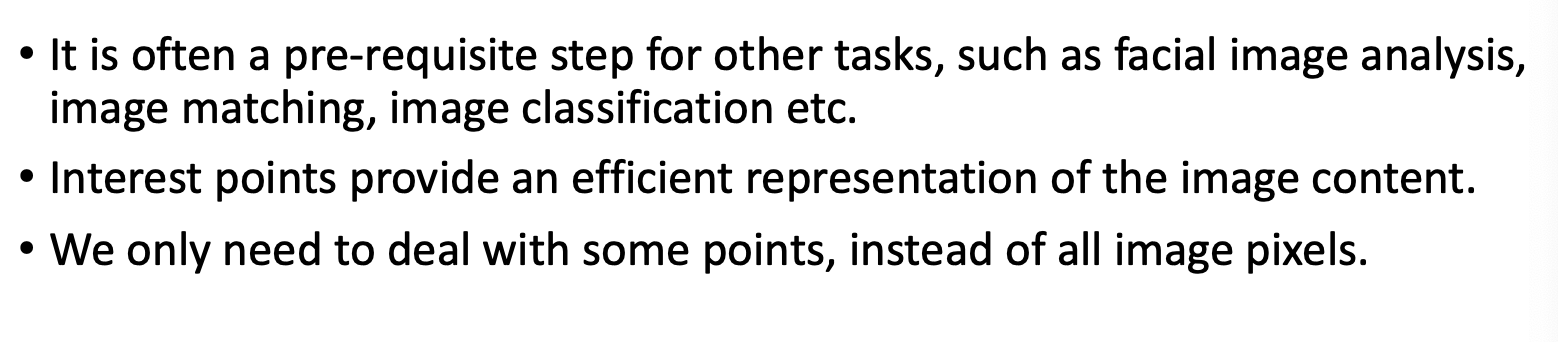 • It is often a pre-requisite step for other tasks, such as facial image analysis,
image matching, image classification etc.
• Interest points provide an efficient representation of the image content.
• We only need to deal with some points, instead of all image pixels.